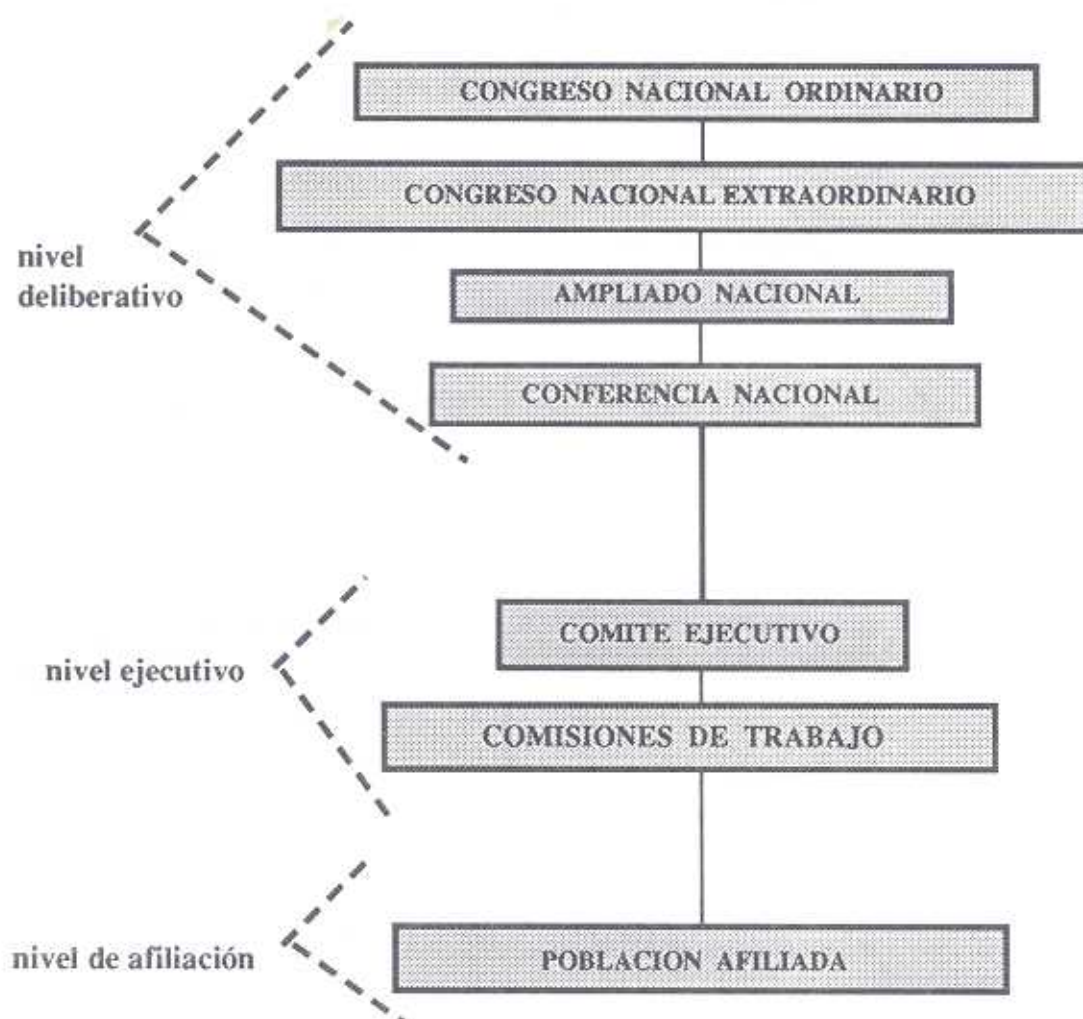 CONGRESO NACIONAL ORDINARIO
CONGRESO NACIONAL EXTRAORDINARIO
nivel
deliberativo
AMPLIADO NACIONAL
CONFERENCIA NACIONAL
COMITE EJECUTIVO
nivel ejecutivo
COMISIONES DE TRABAJO
nivel de afiliación
POBLACION AFILIADA